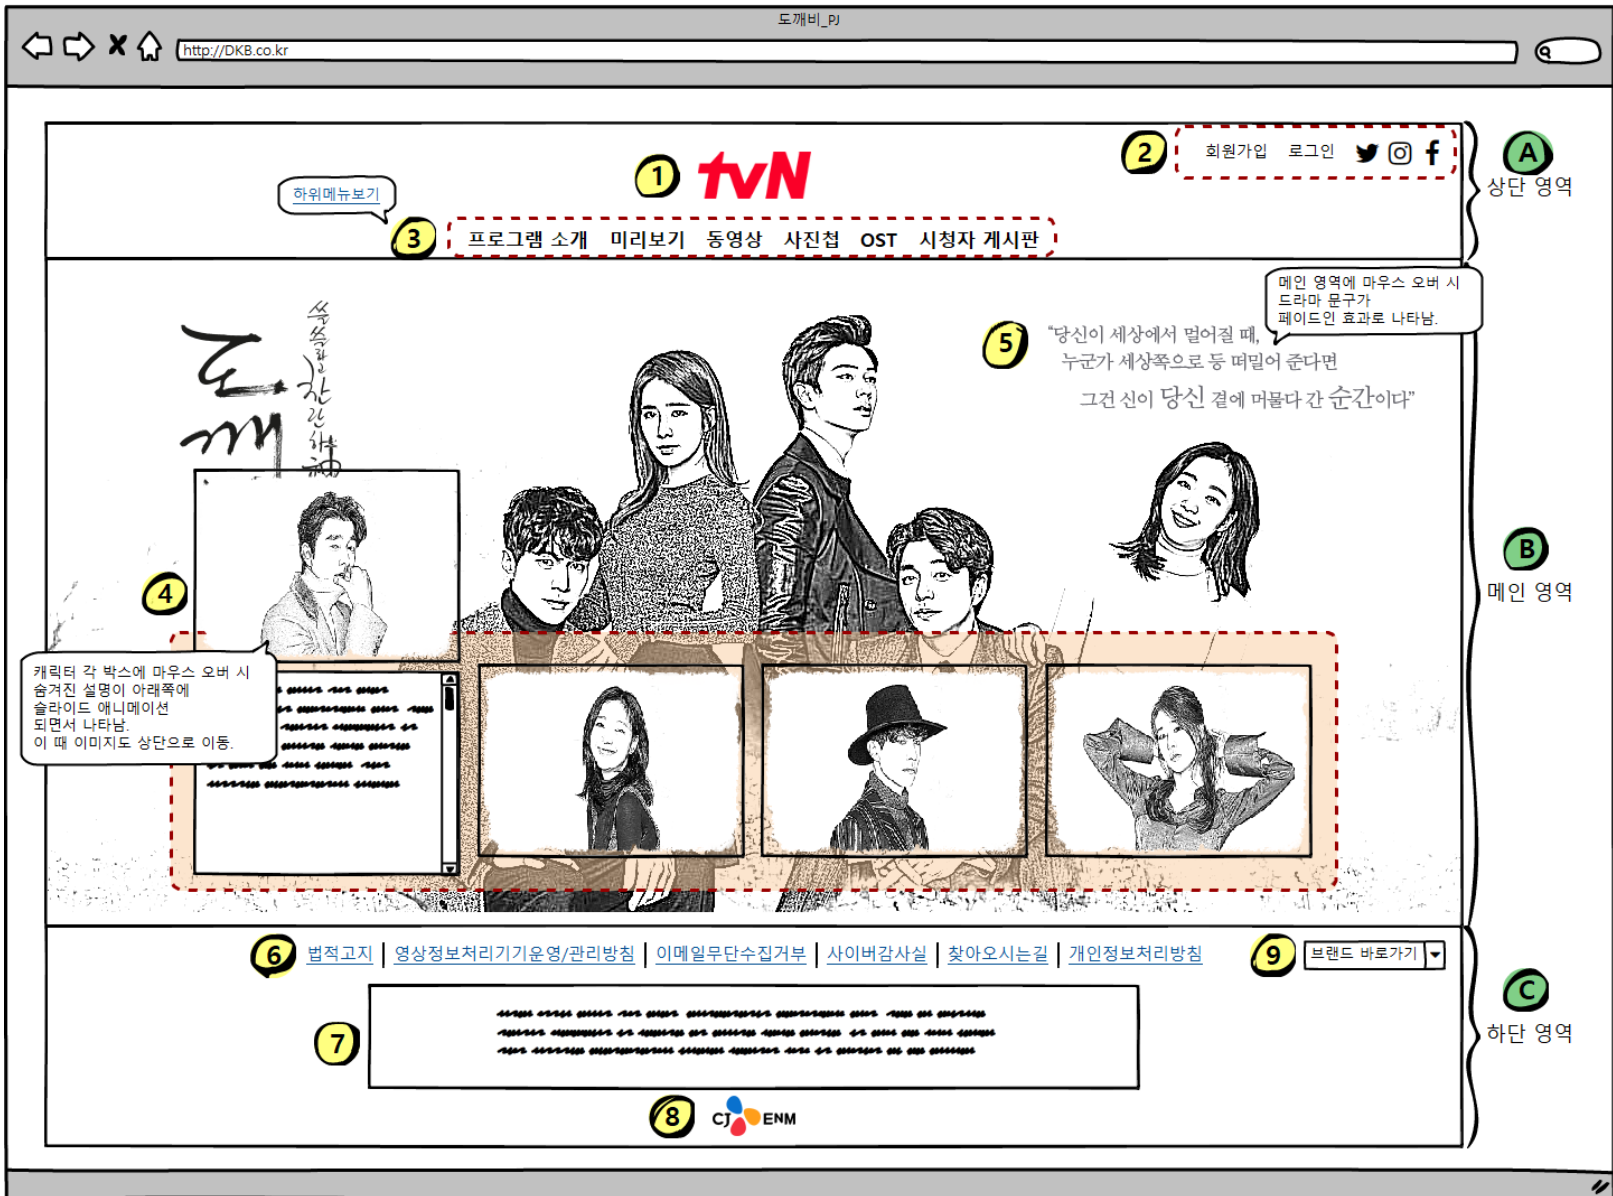 도깨비_PJ
http://DKB.co.kr
2
회원가입 로그인
A
상단 영역
1
tvN
하위메뉴보기
3
프로그램 소개 미리보기 동영상 사진첩 OST 시청자 게시판
메인 영역에 마우스 오버 시
드라마 문구가
페이드인 효과로 나타남.
도깨
쓸쓸하고 찬란하神
5
“당신이 세상에서 멀어질 때,
누군가 세상쪽으로 등 떠밀어 준다면
그건 신이 당신 곁에 머물다 간 순간이다”
B
메인 영역
4
캐릭터 각 박스에 마우스 오버 시
숨겨진 설명이 아래쪽에
슬라이드 애니메이션
되면서 나타남.
이 때 이미지도 상단으로 이동.
6
법적고지 | 영상정보처리기기운영/관리방침 | 이메일무단수집거부 | 사이버감사실 | 찾아오시는길 | 개인정보처리방침
9
브랜드 바로가기
C
하단 영역
7
8
CJ ENM